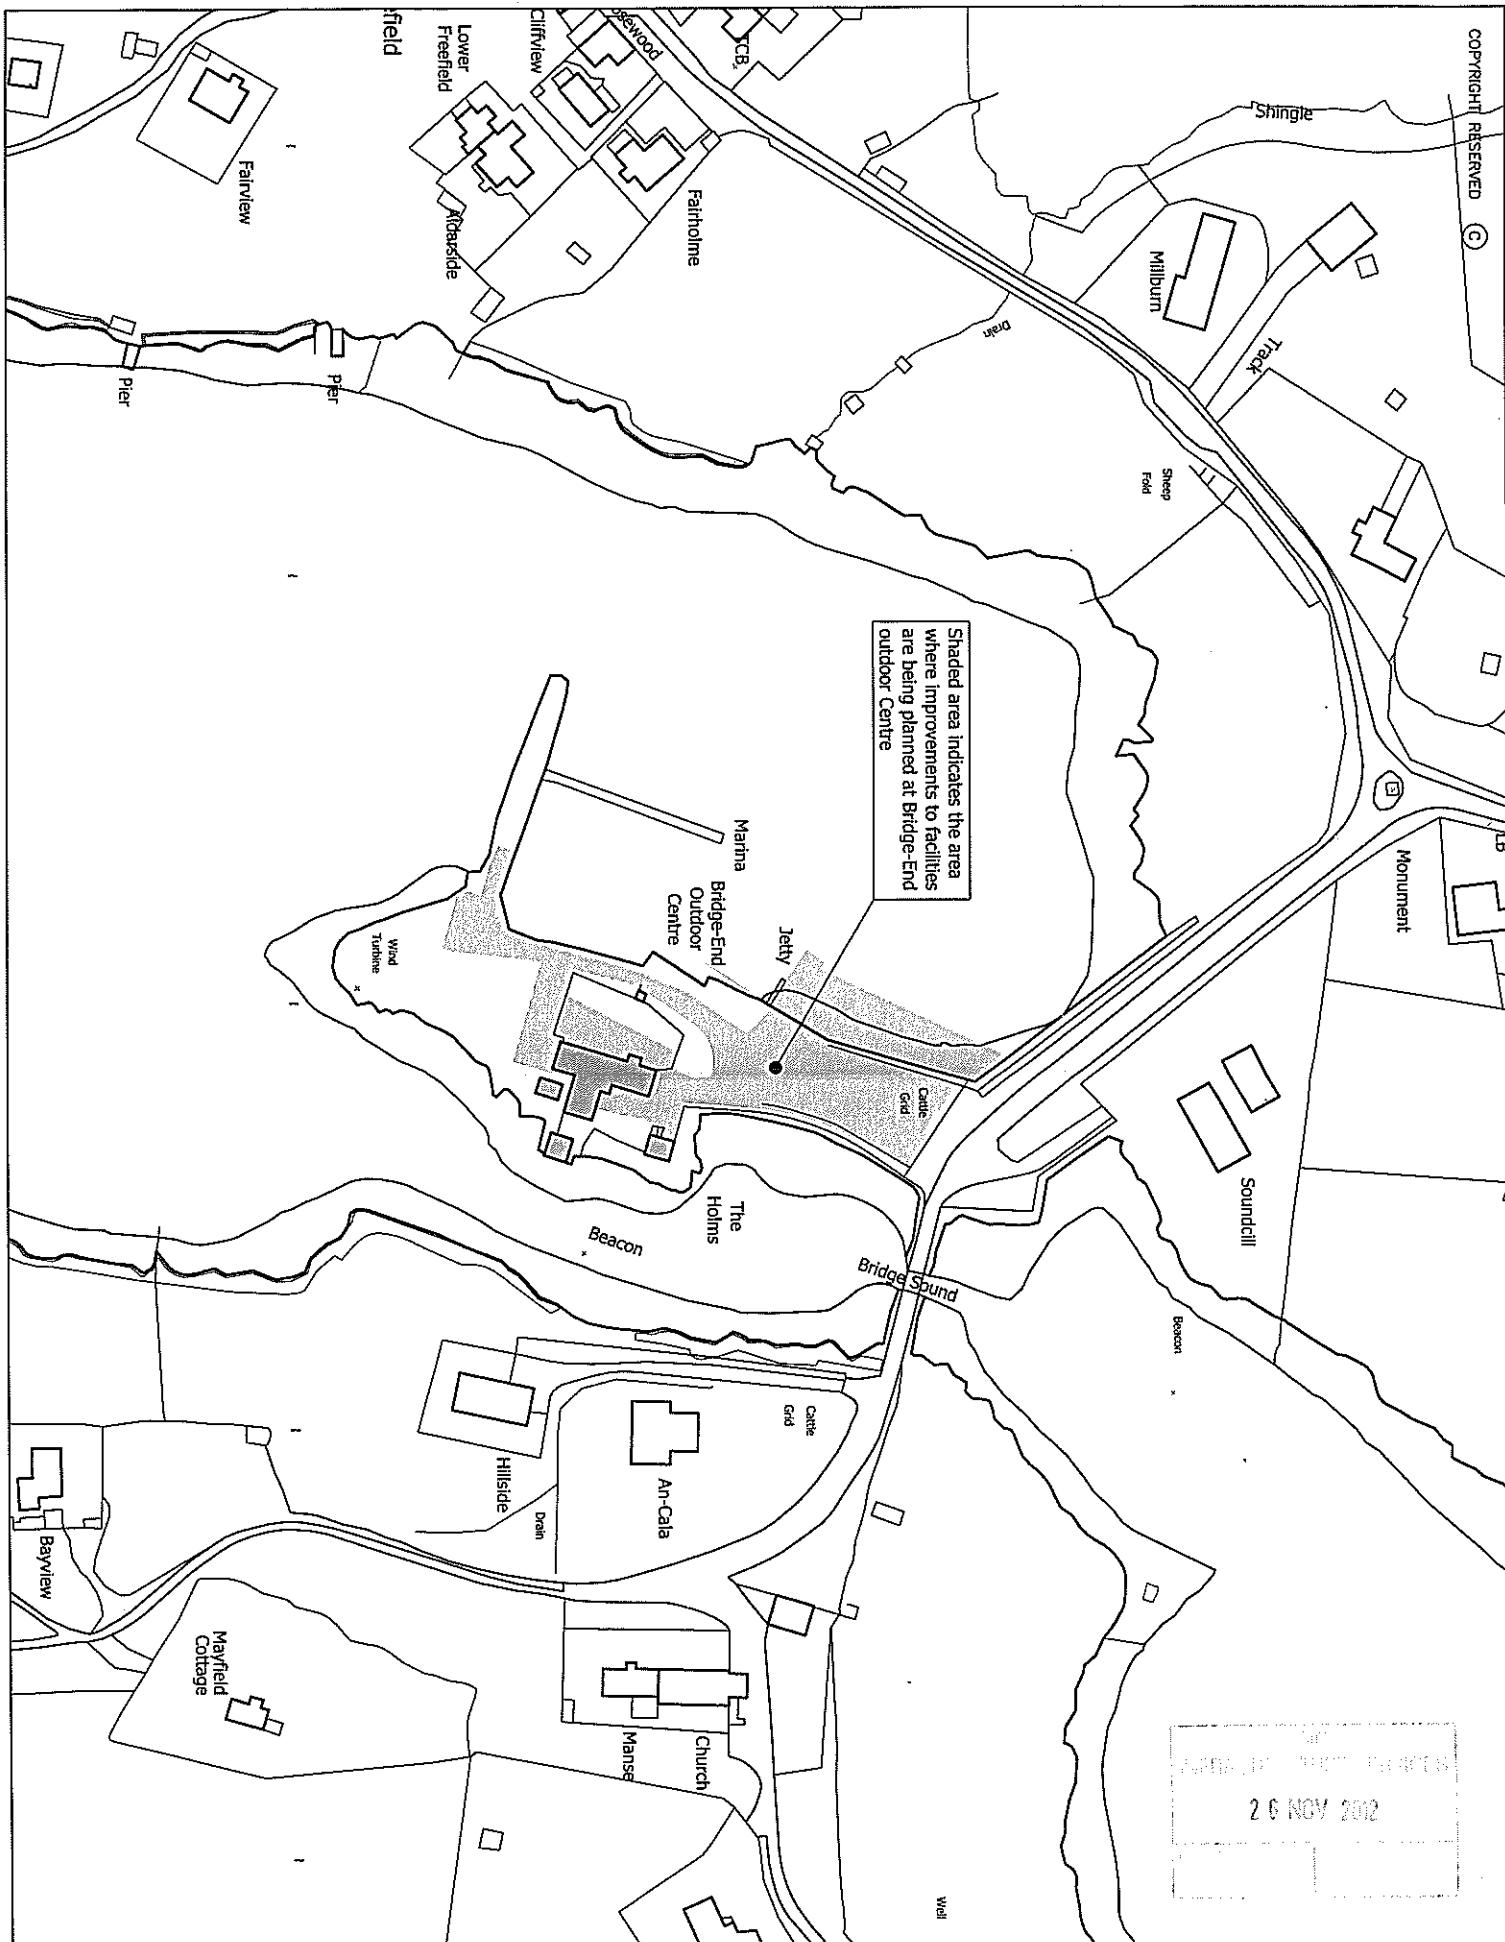 COPYRIGHT RESERVED ©
Shingle
Milburn
Track
TCB
Cliffview
Lower
Freefield
Fairholme
Aldarside
Fairview
Drain
Sheep
Fold
Pier
Pier
Monument
Shaded area indicates the area
where improvements to facilities
are being planned at Bridge-End
outdoor Centre
Marina
Bridge-End
Outdoor
Centre
Jetty
Wind
Turbine
Cattle
Grid
Soundcill
The
Holms
Beacon
Bridge Sound
Beacon
Cattle
Grid
Hillside
An-Cala
Drain
Bayview
Mayfield
Cottage
Manse
Church
Well
26 NOV 2012